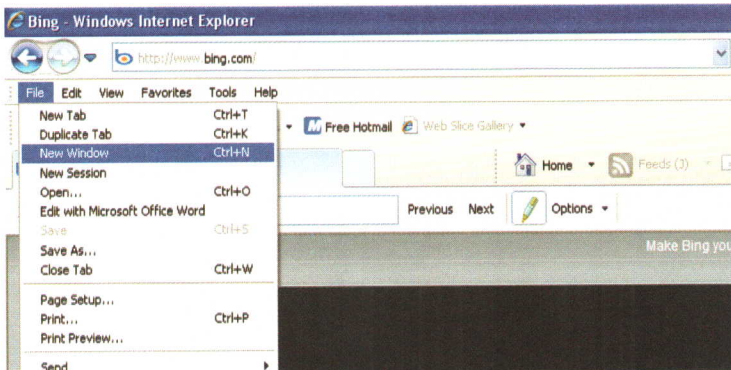 Bing - Windows Internet Explorer
http://www.bing.com/
File Edit View Favorites Tools Help
New Tab Ctrl+T
Duplicate Tab Ctrl+K
New Window Ctrl+N
New Session
Open... Ctrl+O
Edit with Microsoft Office Word
Save Ctrl+S
Save As...
Close Tab Ctrl+W
Page Setup...
Print... Ctrl+P
Print Preview...
Send
Free Hotmail Web Slice Gallery
Home Feeds (J)
Previous Next Options
Make Bing you